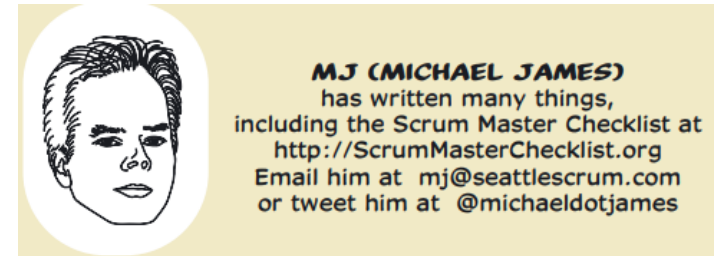 MJ (MICHAEL JAMES)
has written many things,
including the Scrum Master Checklist at
http://ScrumMasterChecklist.org
Email him at mj@seattlescrum.com
or tweet him at @michaeldotjames